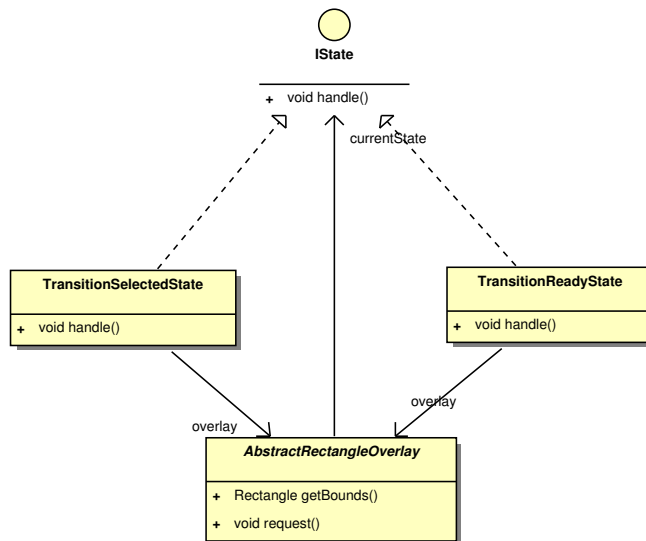 IState
+ void handle()
currentState
TransitionSelectedState
+ void handle()
TransitionReadyState
+ void handle()
overlay
overlay
AbstractRectangleOverlay
+ Rectangle getBounds()
+ void request()